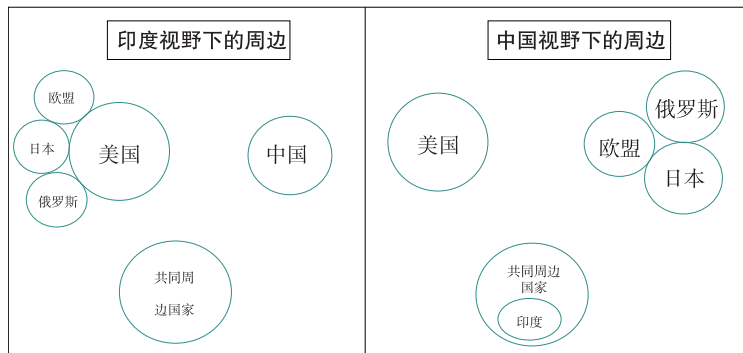 印度视野下的周边
欧盟
日本
俄罗斯
美国
中国
共同周
边国家
中国视野下的周边
美国
俄罗斯
欧盟
日本
共同周边
国家
印度